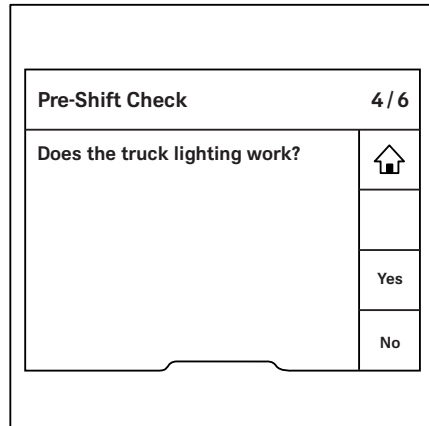 Pre-Shift Check 4/6
Does the truck lighting work?
Yes
No